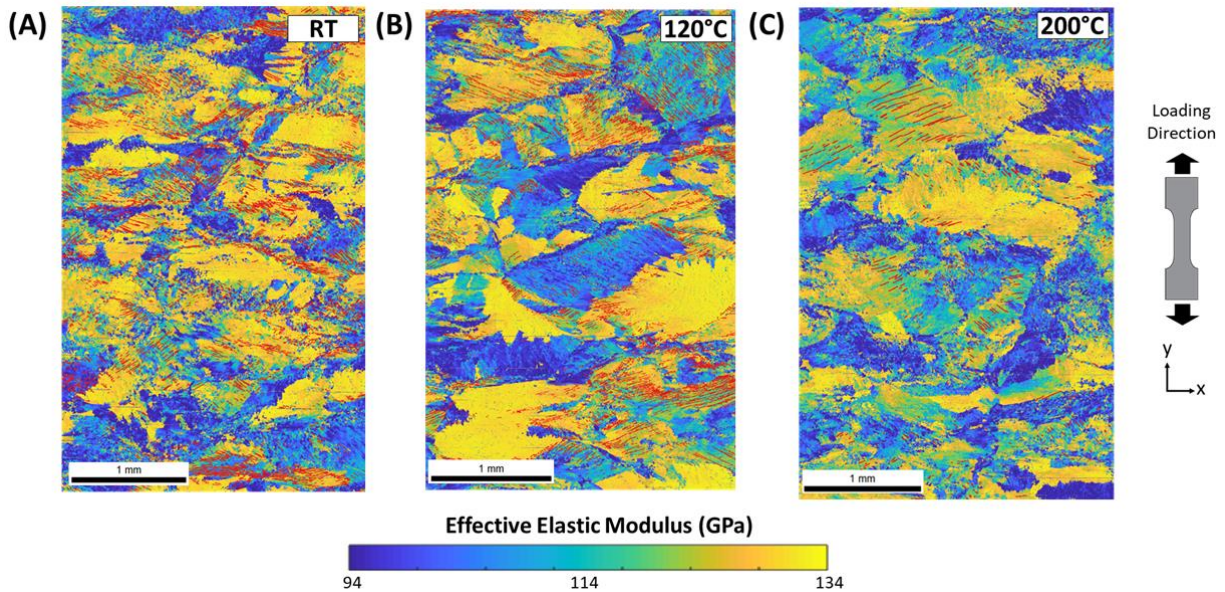 (A)
RT
(B)
120°C
(C)
200°C
Loading
Direction
y
x
1 mm
1 mm
1 mm
Effective Elastic Modulus (GPa)
94
114
134